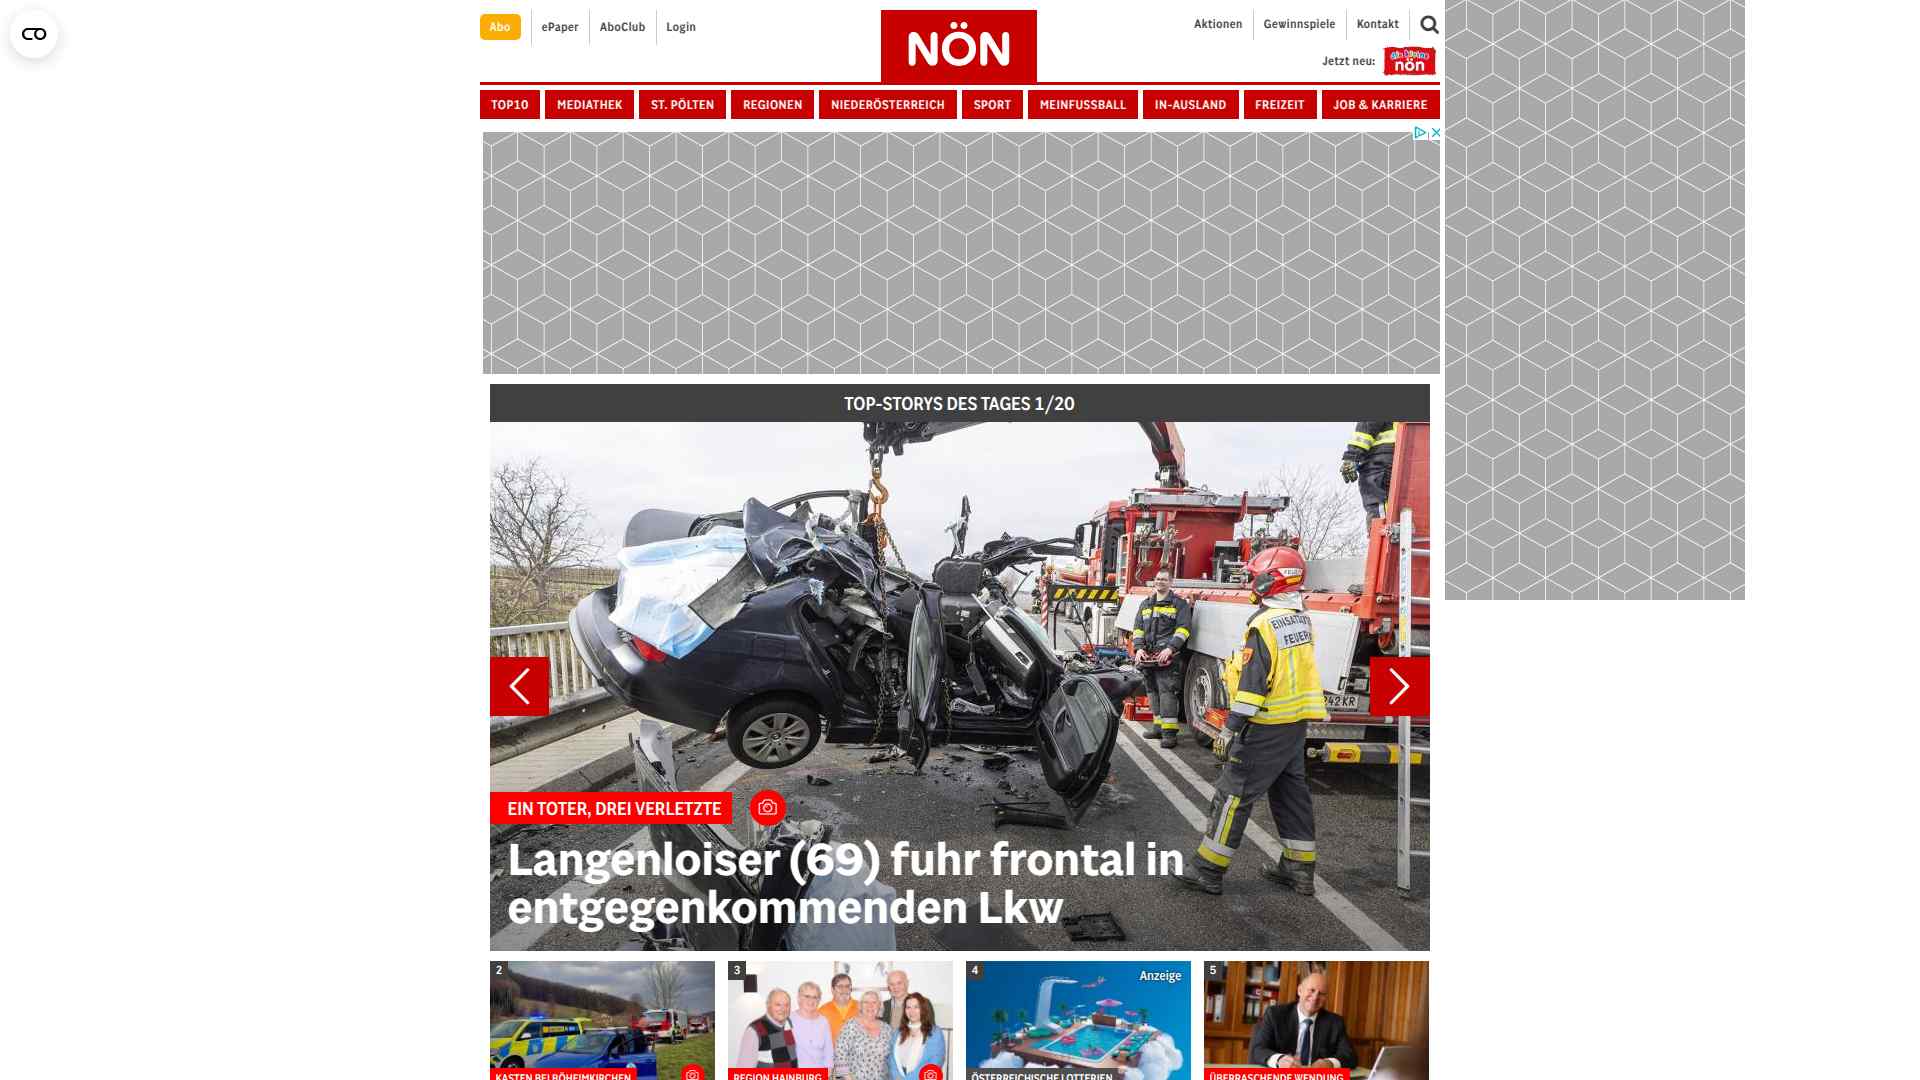 Abo
ePaper
AboClub
Login
NÖN
Aktionen
Gewinnspiele
Kontakt
Jetzt neu:
die kleine
nön
TOP10
MEDIATHEK
ST. PÖLTEN
REGIONEN
NIEDERÖSTERREICH
SPORT
MEINFUSSBALL
IN-AUSLAND
FREIZEIT
JOB & KARRIERE
TOP-STORYS DES TAGES 1/20
42KR
EIN TOTER, DREI VERLETZTE
Langenloiser (69) fuhr frontal in
entgegenkommenden Lkw
2
3
4
Anzeige
5
KASTEN BEI BÖHEIMKIRCHEN
REGION HAINBURG
ÖSTERREICHISCHE LOTTERIEN
ÜBERRASCHENDE WENDUNG